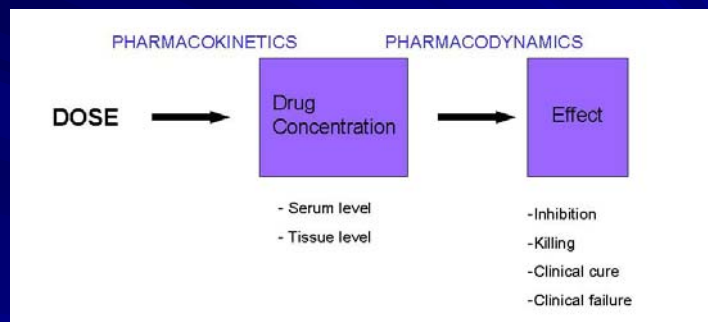 PHARMACOKINETICS PHARMACODYNAMICS
DOSE
Drug
Concentration
Effect
- Serum level
- Tissue level
-Inhibition
-Killing
-Clinical cure
-Clinical failure